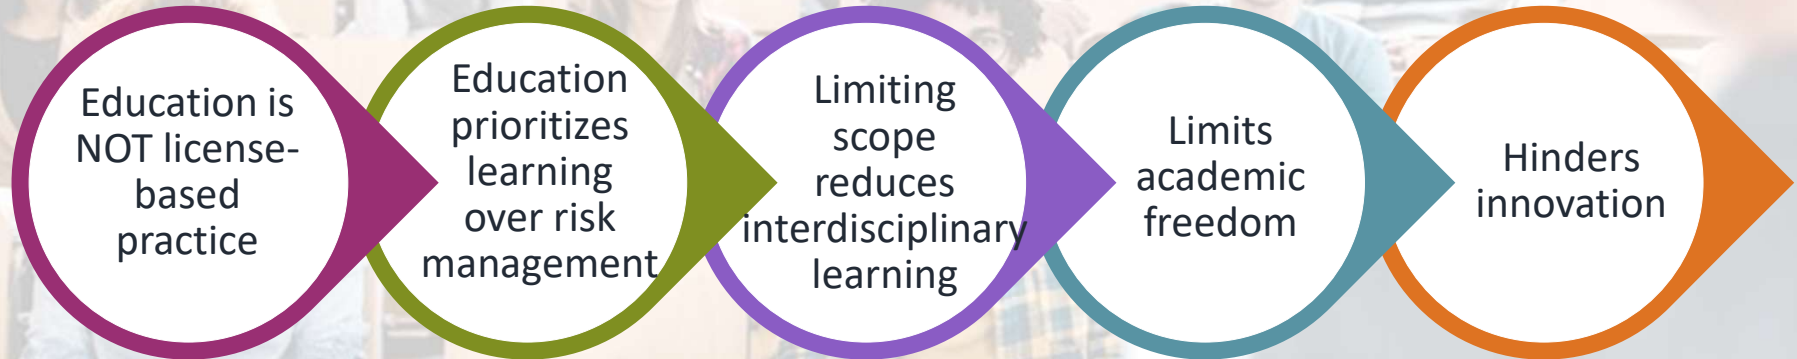 Education is
NOT license-
based
practice
Education
prioritizes
learning
over risk
management
Limiting
scope
reduces
interdisciplinary
learning
Limits
academic
freedom
Hinders
innovation